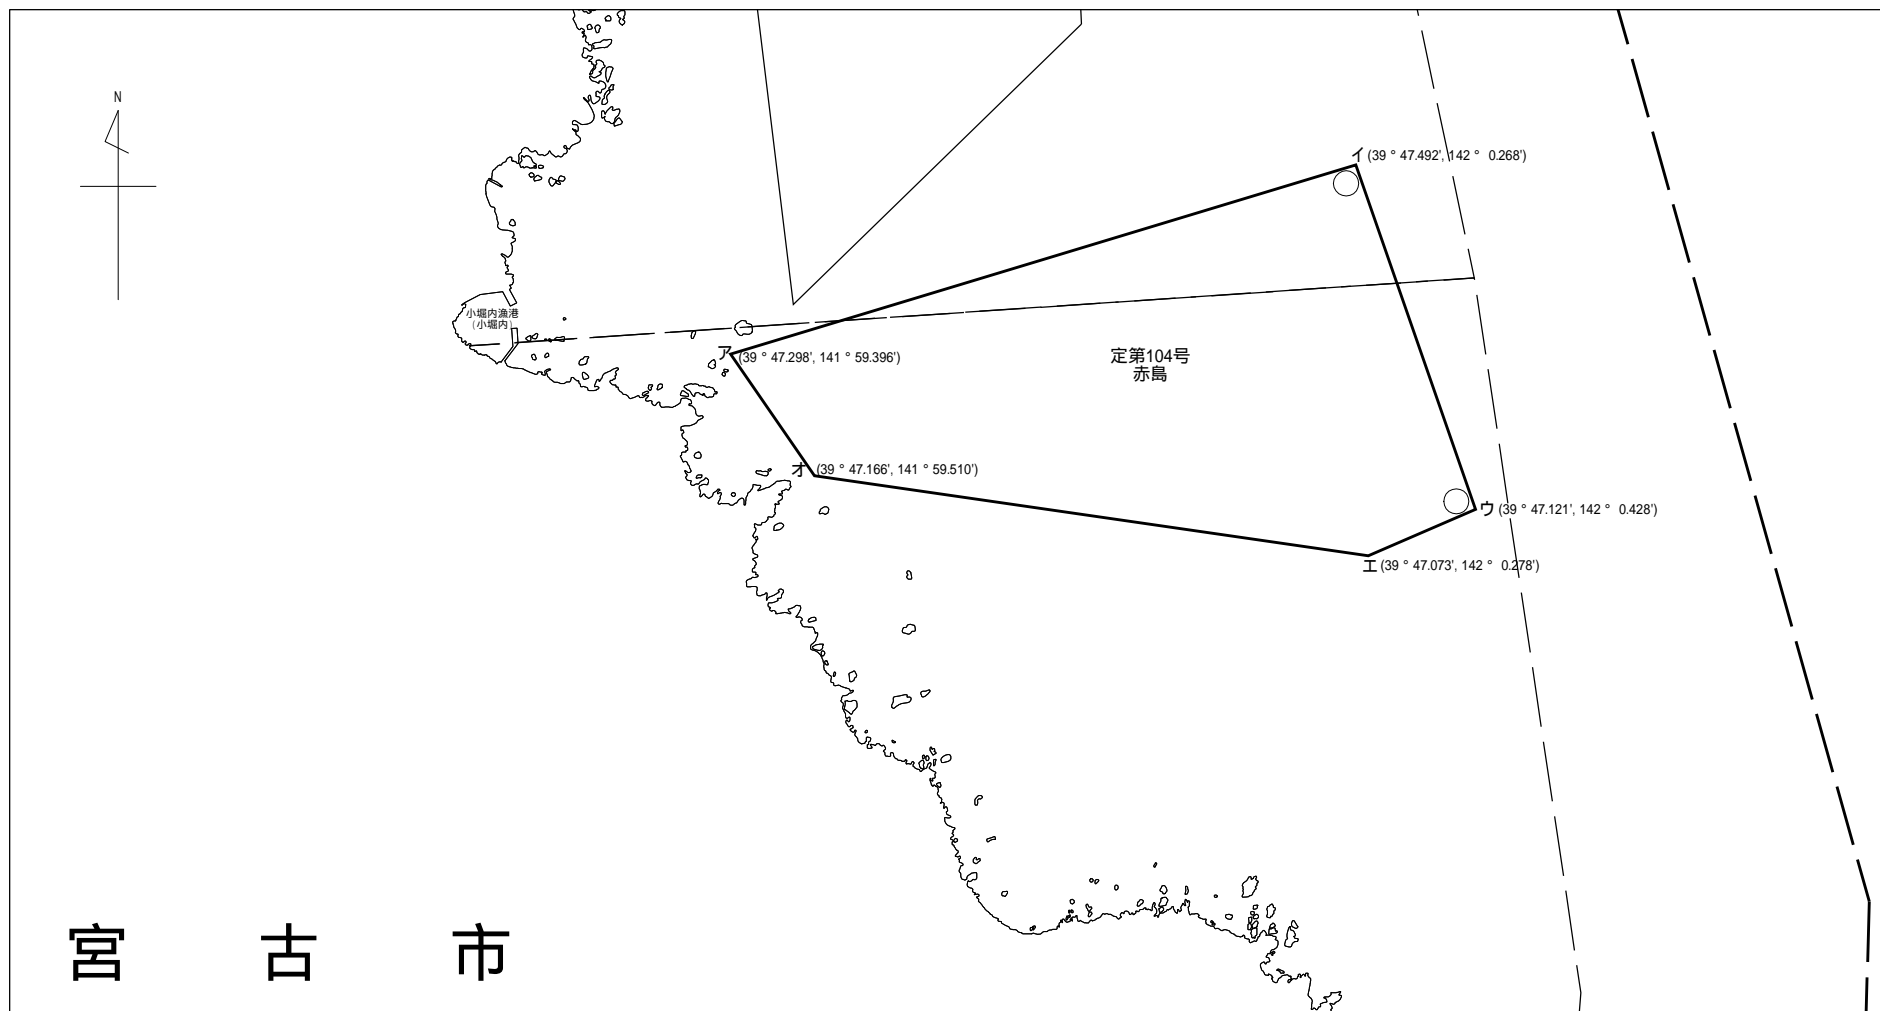 N
イ (39 ° 47.492', 142 ° 0.268')
小堀内漁港
(小堀内)
ア (39 ° 47.298', 141 ° 59.396')
定第104号
赤島
オ (39 ° 47.166', 141 ° 59.510')
ウ (39 ° 47.121', 142 ° 0.428')
エ (39 ° 47.073', 142 ° 0.278')
宮古市